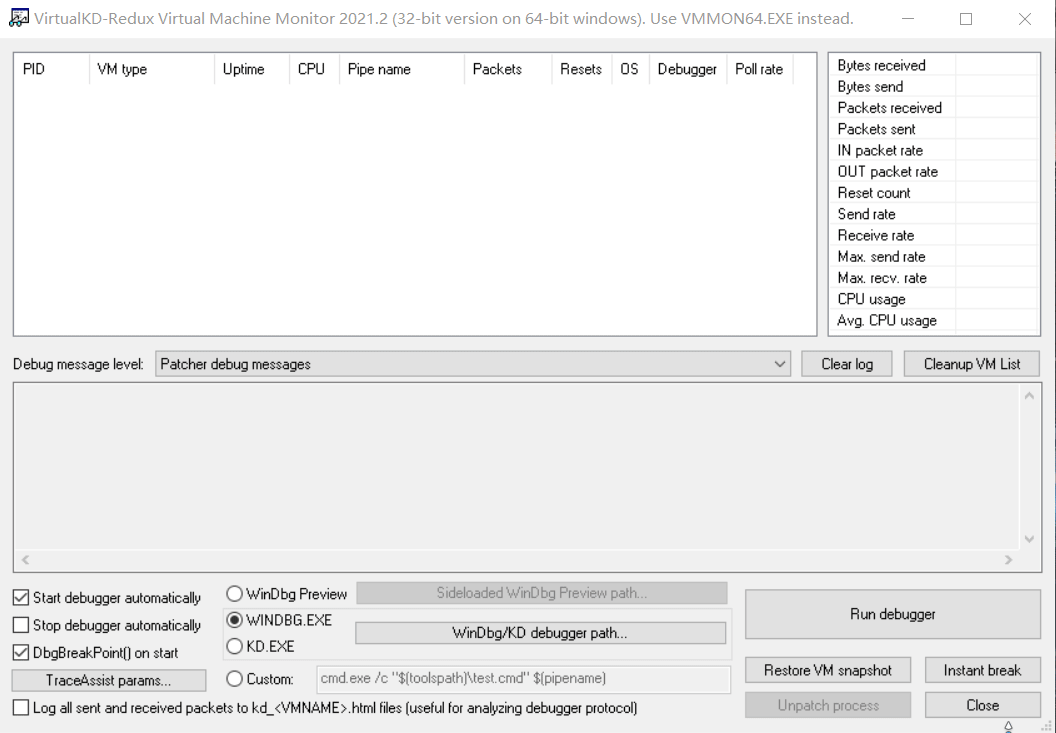 VirtualKD-Redux Virtual Machine Monitor 2021.2 (32-bit version on 64-bit windows). Use VMMON64.EXE instead.
PID VM type Uptime CPU Pipe name Packets Resets OS Debugger Poll rate
Bytes received
Bytes send
Packets received
Packets sent
IN packet rate
OUT packet rate
Reset count
Send rate
Receive rate
Max. send rate
Max. recv. rate
CPU usage
Avg. CPU usage
Debug message level: Patcher debug messages Clear log Cleanup VM List
Start debugger automatically
Stop debugger automatically
DbgBreakPoint() on start
TraceAssist params...
WinDbg Preview Sideloaded WinDbg Preview path...
WINDBG.EXE
KD.EXE
WinDbg/KD debugger path...
Custom: cmd.exe /c "$(toolspath)\test.cmd" $(pipename)
Run debugger
Restore VM snapshot Instant break
Unpatch process Close
Log all sent and received packets to kd_<VMNAME>.html files (useful for analyzing debugger protocol)